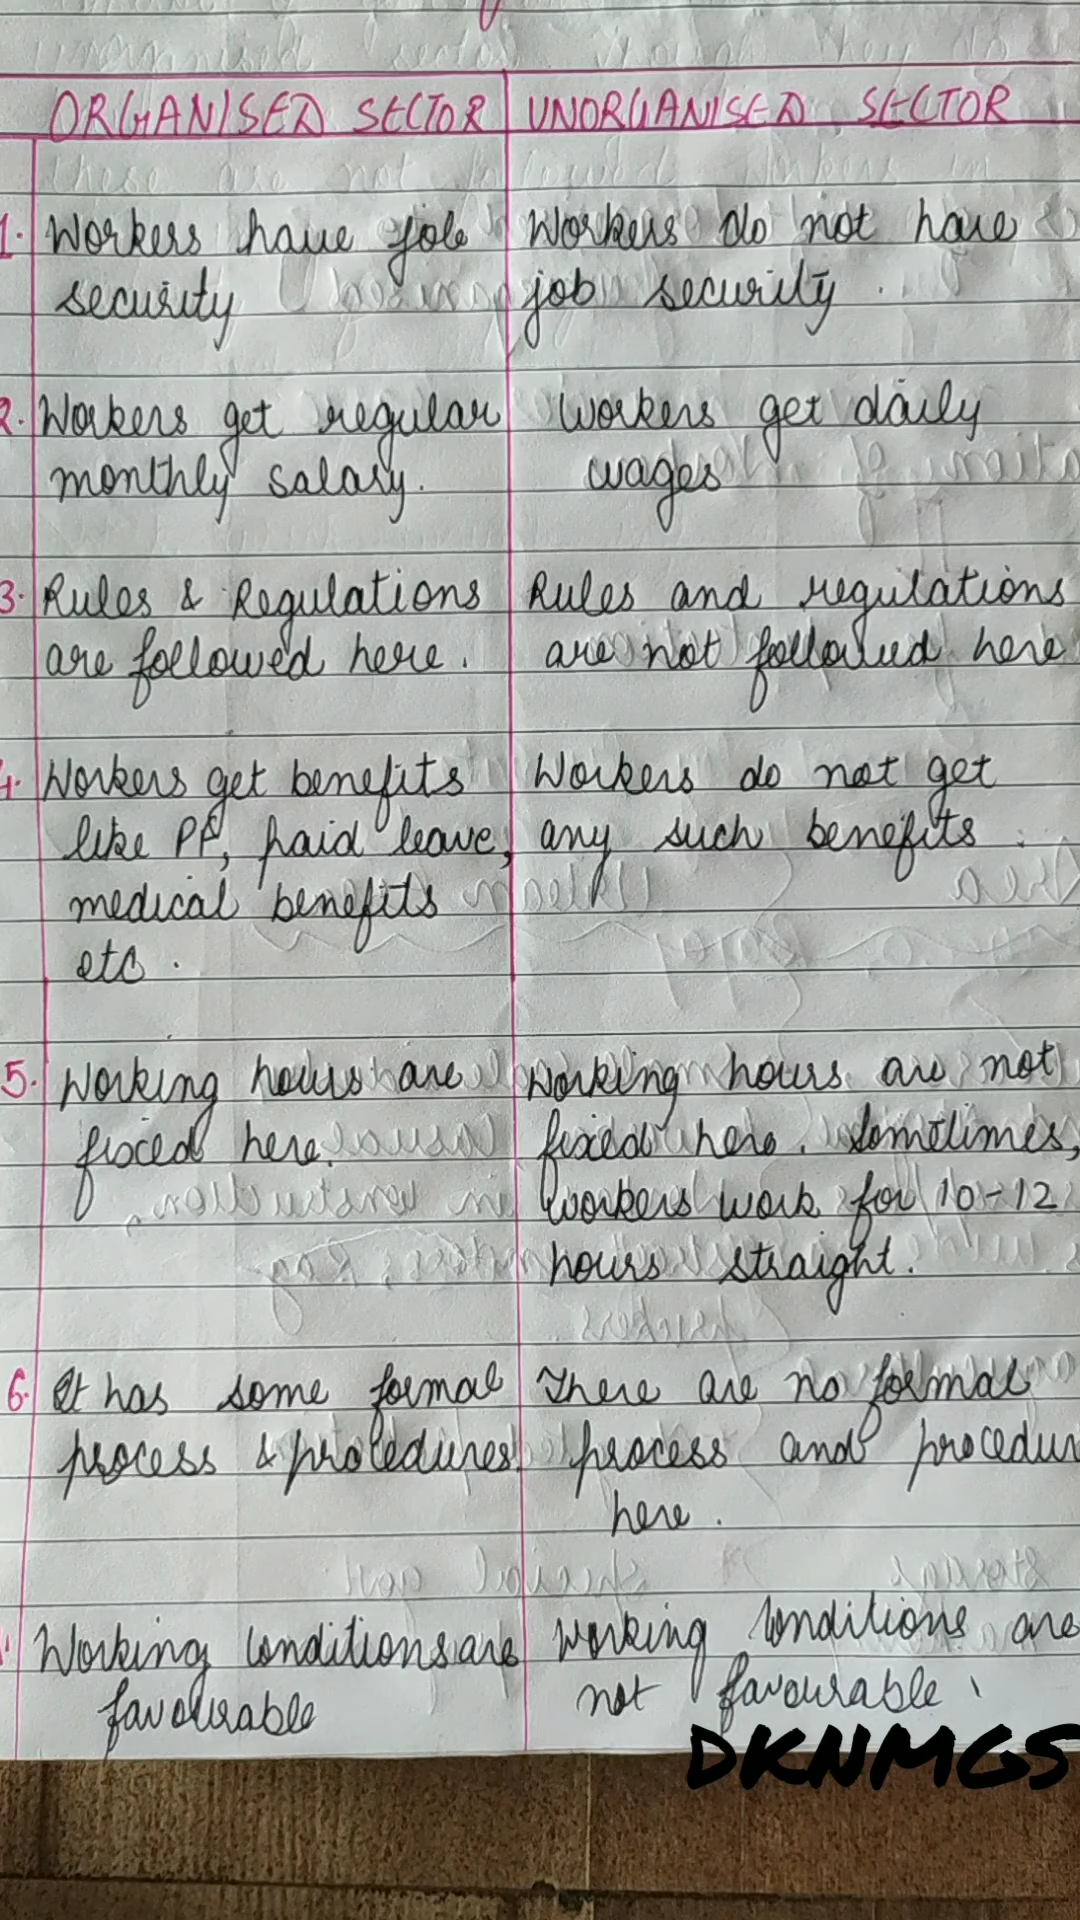 ORGANISED SECTOR UNORGANISED SECTOR
1. Workers have job Workers do not have
security job security.
2. Workers get regular Workers get daily
monthly salary. wages
3. Rules & Regulations Rules and regulations
are followed here. are not followed here
4. Workers get benefits Workers do not get
like PF, paid leave, any such benefits.
medical benefits
etc.
5. Working hours are Working hours are not
fixed here. fixed here. Sometimes,
workers work for 10-12
hours straight.
6. It has some formal There are no formal
process & procedures. process and procedur
here.
Working conditions are Working conditions are
favourable not favourable.
DKNMGS